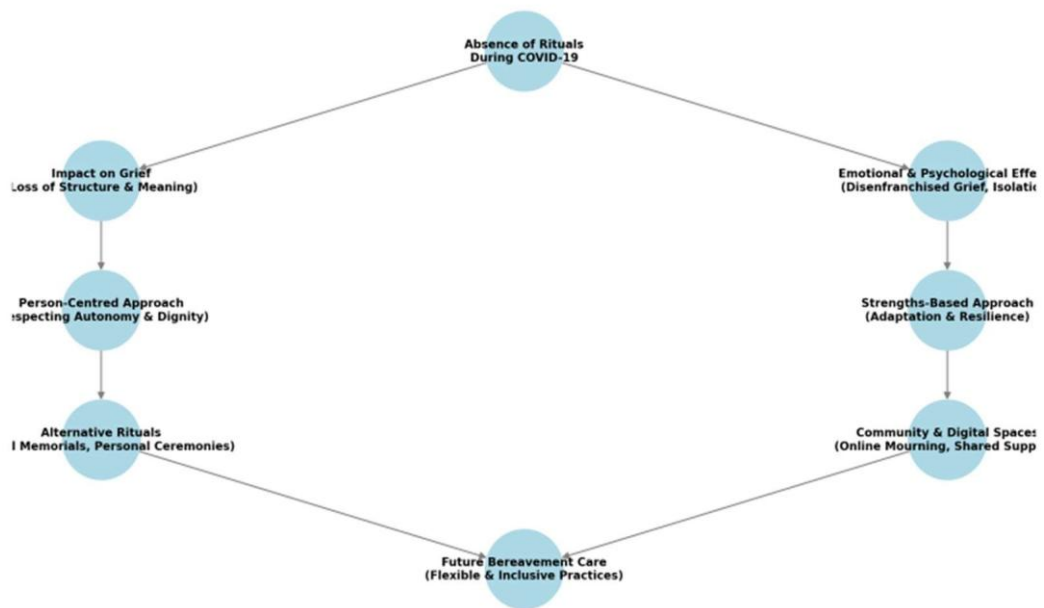 Absence of Rituals
During COVID-19
Impact on Grief
Loss of Structure & Meaning)
Emotional & Psychological Effe
(Disenfranchised Grief, Isolatio
Person-Centred Approach
especting Autonomy & Dignity)
Strengths-Based Approach
(Adaptation & Resilience)
Alternative Rituals
l Memorials, Personal Ceremonies)
Community & Digital Spaces
(Online Mourning, Shared Supp
Future Bereavement Care
(Flexible & Inclusive Practices)